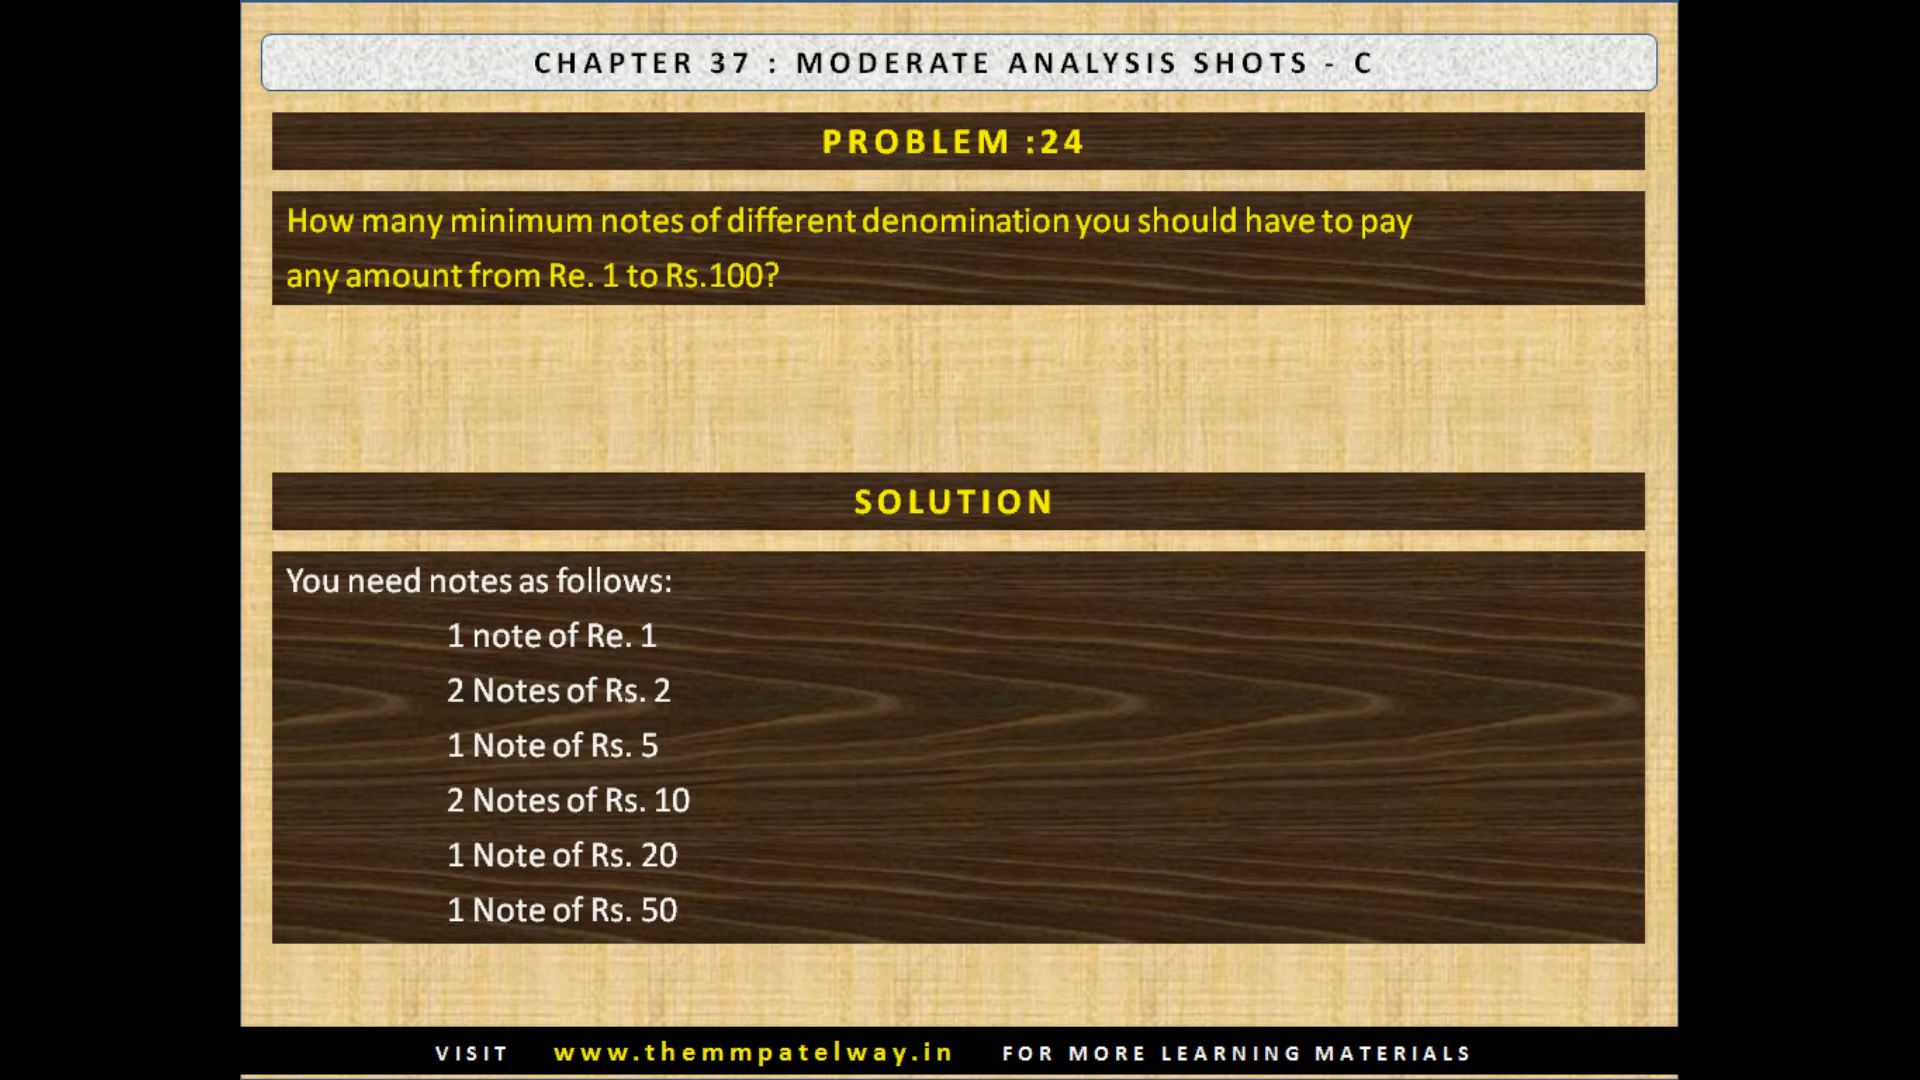 CHAPTER 37 : MODERATE ANALYSIS SHOTS - C
PROBLEM :24
How many minimum notes of different denomination you should have to pay
any amount from Re. 1 to Rs.100?
SOLUTION
You need notes as follows:
1 note of Re. 1
2 Notes of Rs. 2
1 Note of Rs. 5
2 Notes of Rs. 10
1 Note of Rs. 20
1 Note of Rs. 50
VISIT www.themmpatelway.in FOR MORE LEARNING MATERIALS